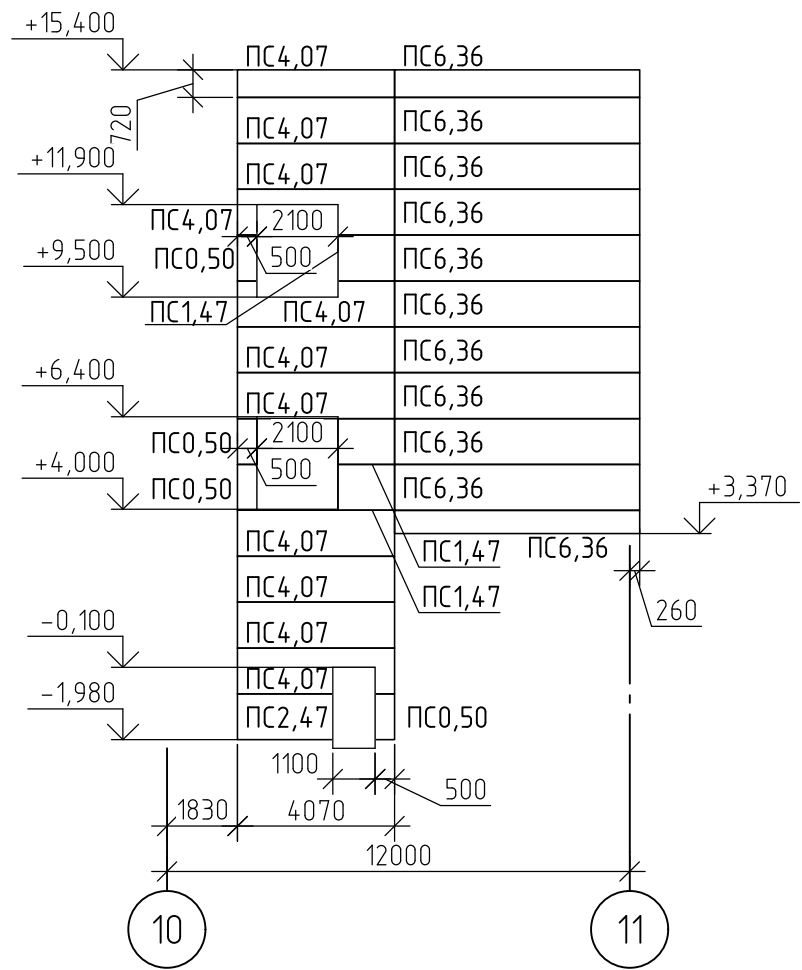 +15,400
ПС4,07 ПС6,36
720
ПС4,07 ПС6,36
+11,900
ПС4,07 ПС6,36
ПС4,07 2100 ПС6,36
+9,500
ПС0,50 500 ПС6,36
ПС1,47 ПС4,07 ПС6,36
ПС4,07 ПС6,36
+6,400
ПС4,07 ПС6,36
ПС0,50 2100 ПС6,36
+4,000
ПС0,50 500 ПС6,36
+3,370
ПС4,07 ПС1,47 ПС6,36
ПС4,07 ПС1,47
260
-0,100
ПС4,07
ПС4,07
-1,980
ПС2,47 ПС0,50
1100
500
1830 4070
12000
10 11